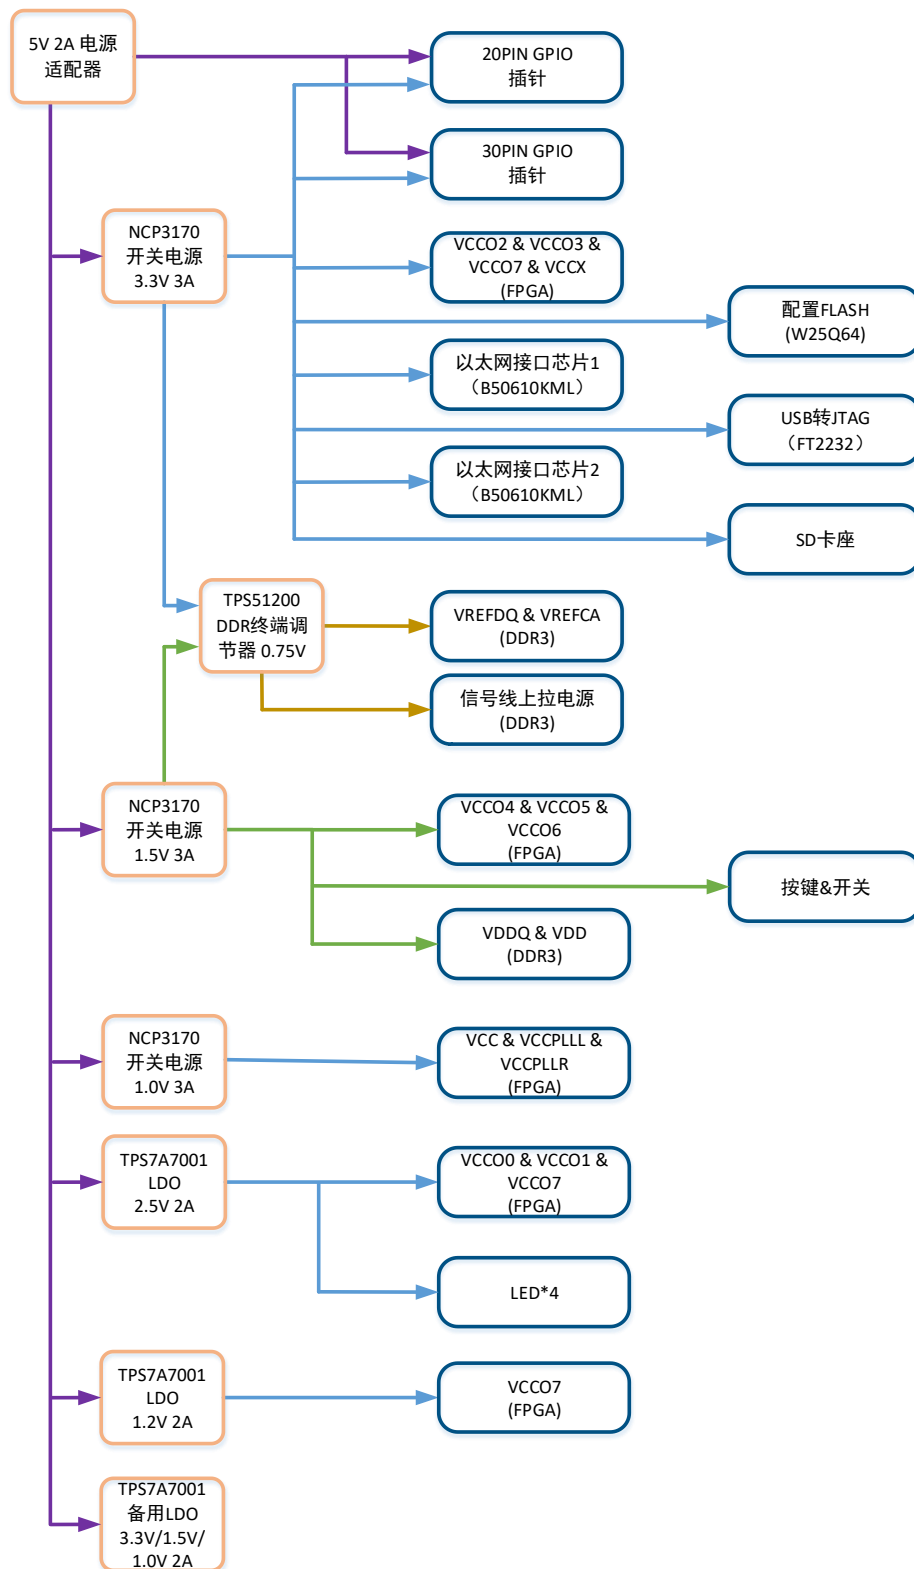 5V 2A 电源
适配器
20PIN GPIO
插针
30PIN GPIO
插针
NCP3170
开关电源
3.3V 3A
VCCO2 & VCCO3 &
VCCO7 & VCCX
(FPGA)
配置FLASH
(W25Q64)
以太网接口芯片1
（B50610KML）
USB转JTAG
（FT2232）
以太网接口芯片2
（B50610KML）
SD卡座
TPS51200
DDR终端调
节器 0.75V
VREFDQ & VREFCA
(DDR3)
信号线上拉电源
(DDR3)
NCP3170
开关电源
1.5V 3A
VCCO4 & VCCO5 &
VCCO6
(FPGA)
按键&开关
VDDQ & VDD
(DDR3)
NCP3170
开关电源
1.0V 3A
VCC & VCCPLLL &
VCCPLLR
(FPGA)
TPS7A7001
LDO
2.5V 2A
VCCO0 & VCCO1 &
VCCO7
(FPGA)
LED*4
TPS7A7001
LDO
1.2V 2A
VCCO7
(FPGA)
TPS7A7001
备用LDO
3.3V/1.5V/
1.0V 2A